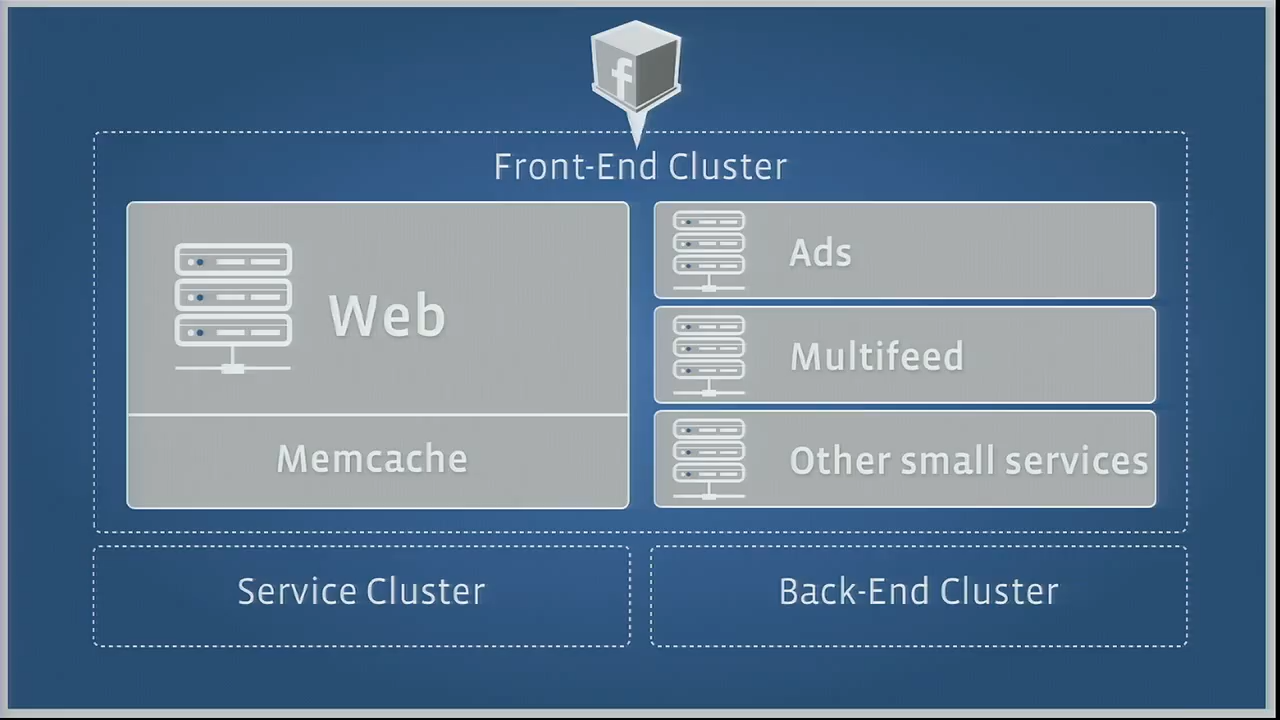 f
Front-End Cluster
Web
Memcache
Ads
Multifeed
Other small services
Service Cluster
Back-End Cluster